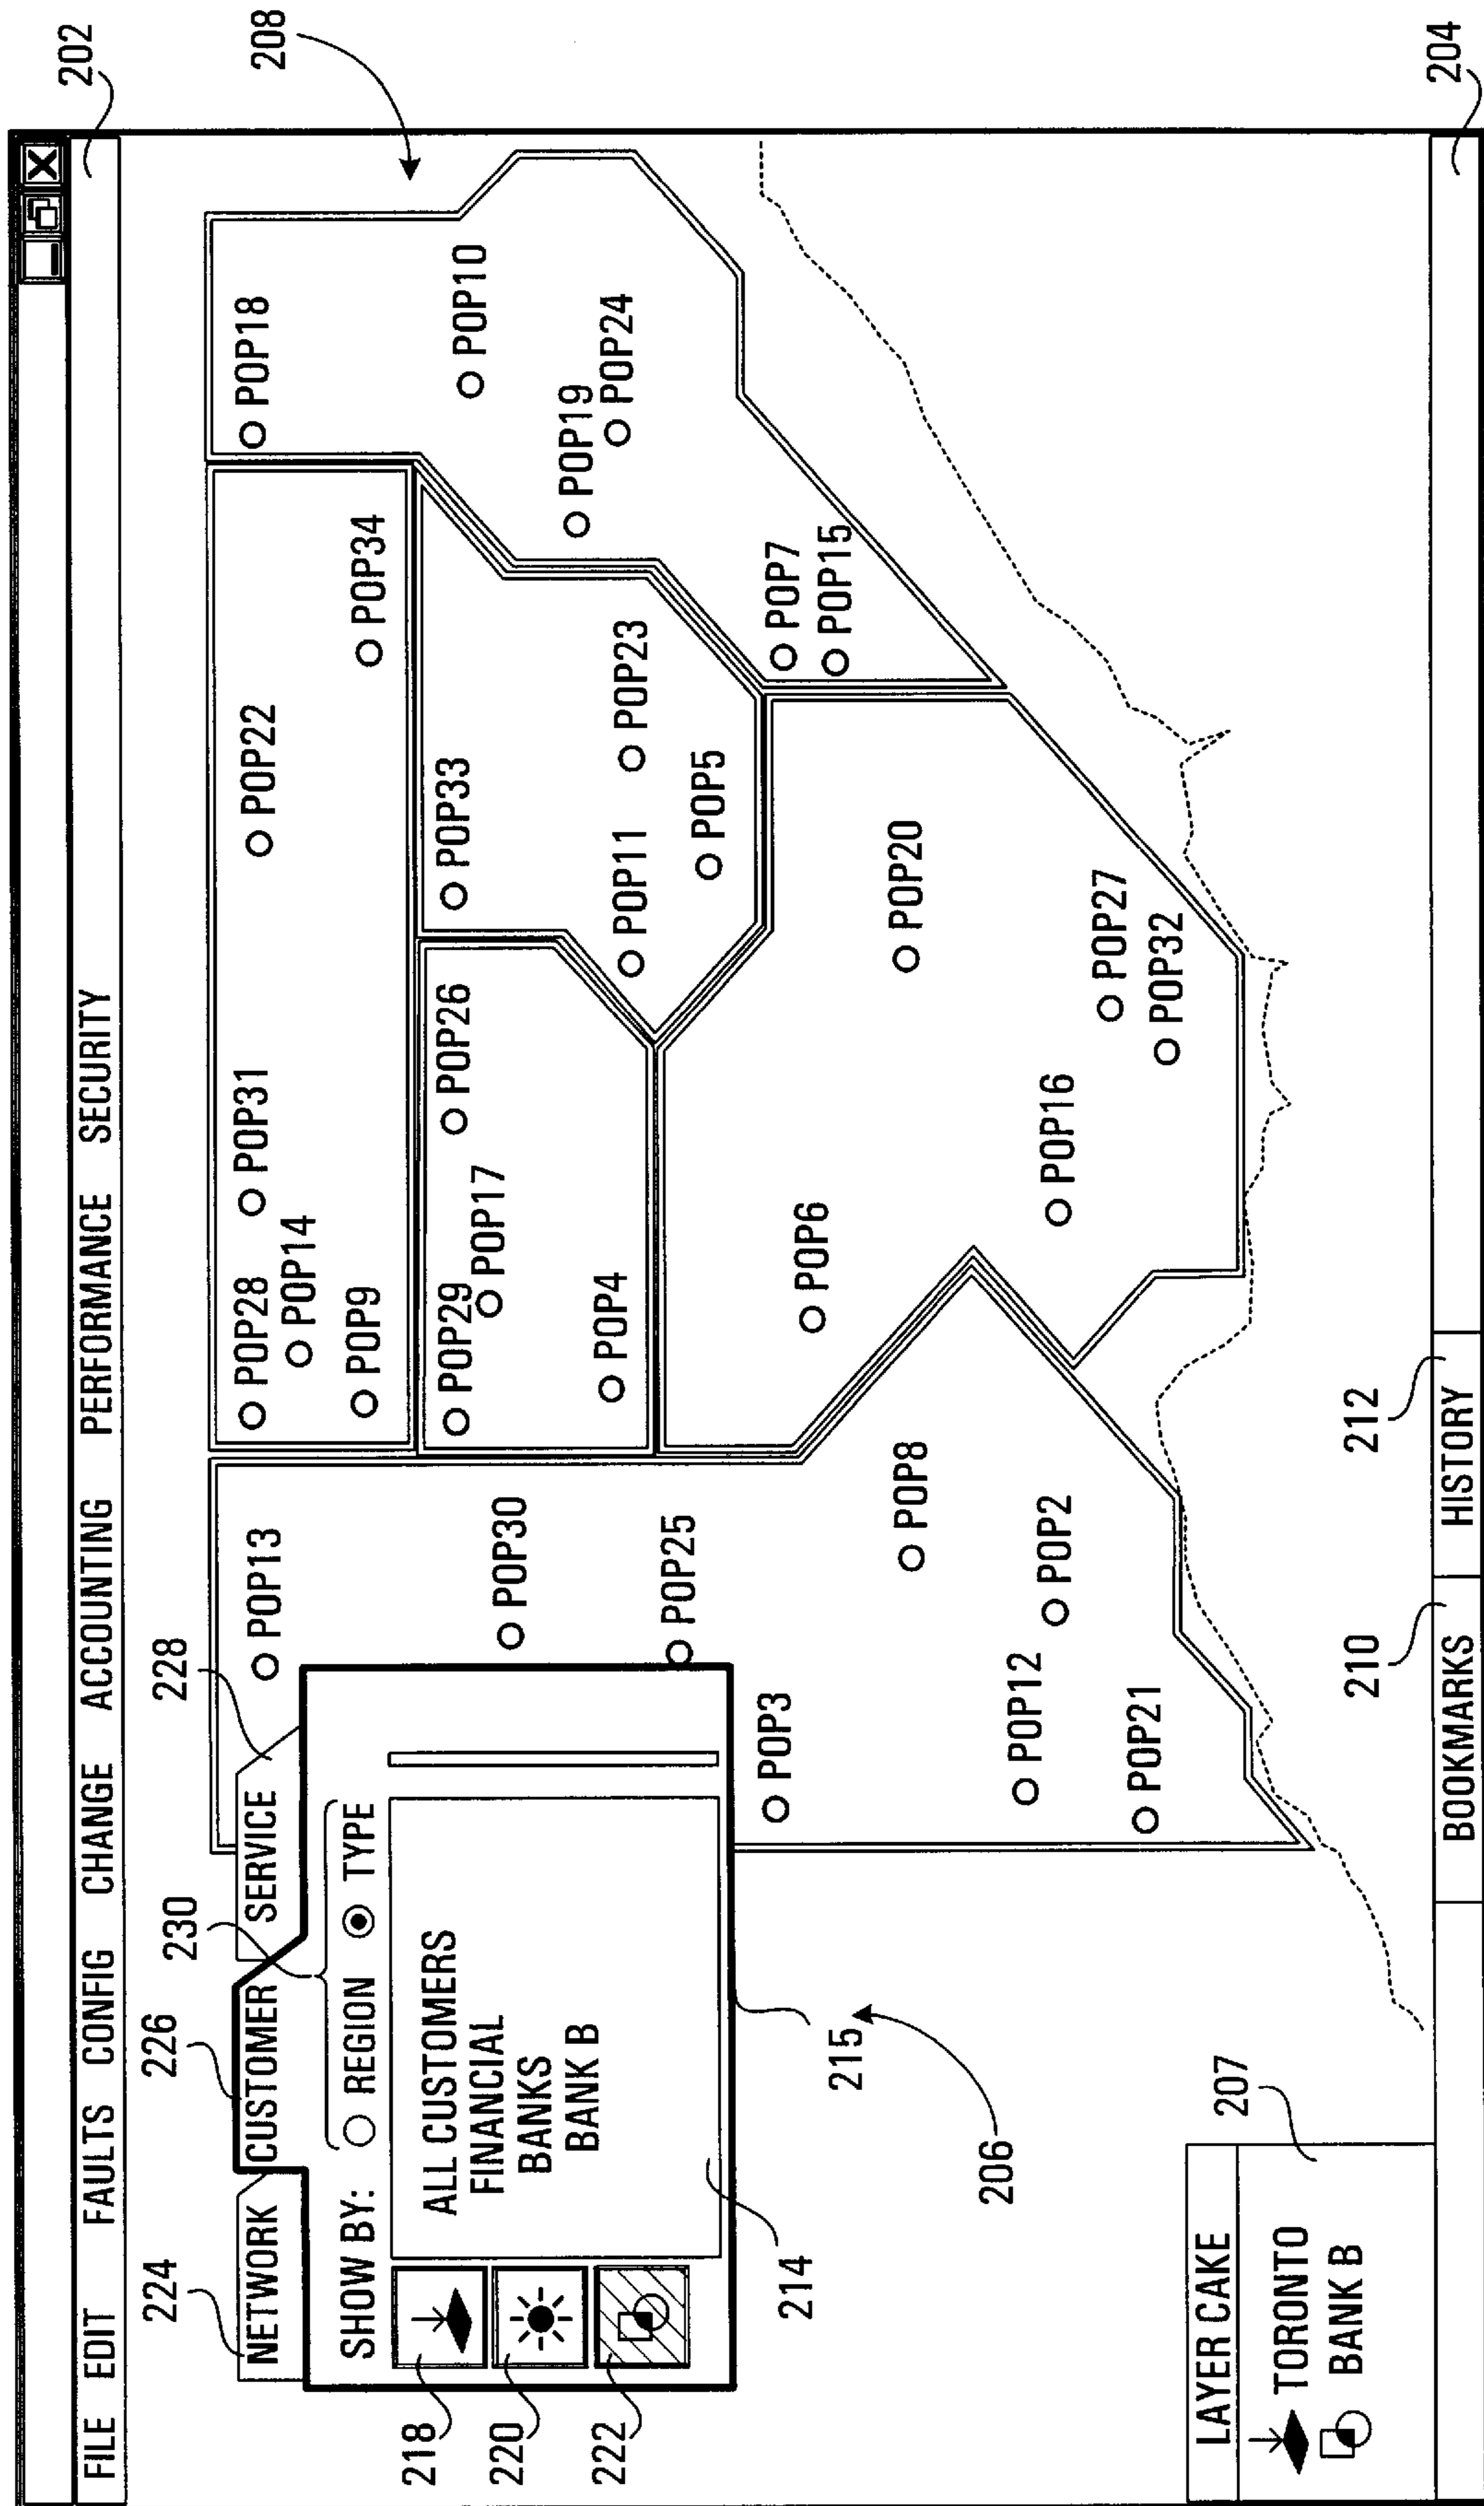 202
FILE EDIT FAULTS CONFIG CHANGE ACCOUNTING PERFORMANCE SECURITY
208
224
226
228
230
NETWORK
CUSTOMER
SERVICE
SHOW BY:
REGION
TYPE
ALL CUSTOMERS
FINANCIAL
BANKS
BANK B
218
220
222
214
215
206
POP13
POP30
POP25
POP3
POP8
POP12
POP2
POP21
POP28
POP31
POP22
POP14
POP9
POP34
POP29
POP26
POP17
POP4
POP33
POP11
POP23
POP5
POP18
POP10
POP19
POP24
POP7
POP15
POP6
POP20
POP16
POP27
POP32
LAYER CAKE
TORONTO
BANK B
207
210
212
BOOKMARKS
HISTORY
204